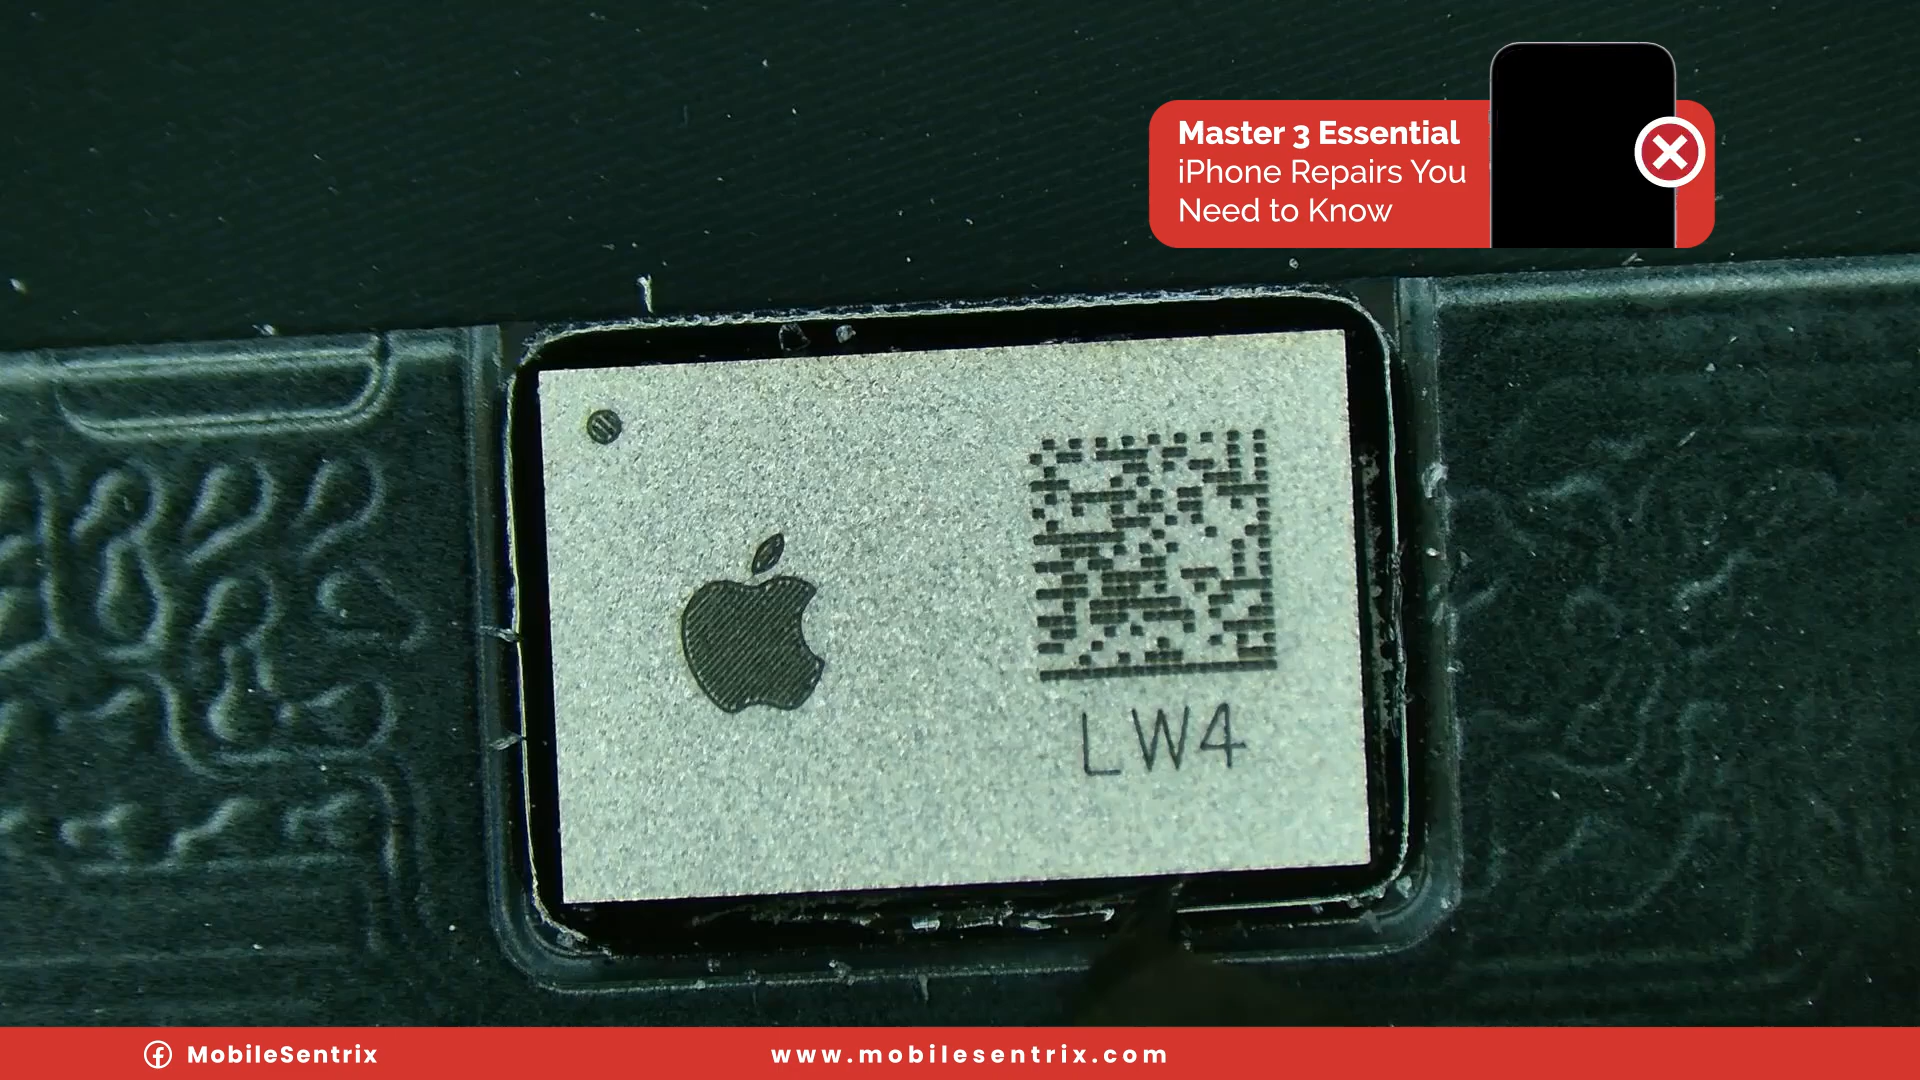 Master 3 Essential
iPhone Repairs You
Need to Know
LW4
MobileSentrix
www.mobilesentrix.com